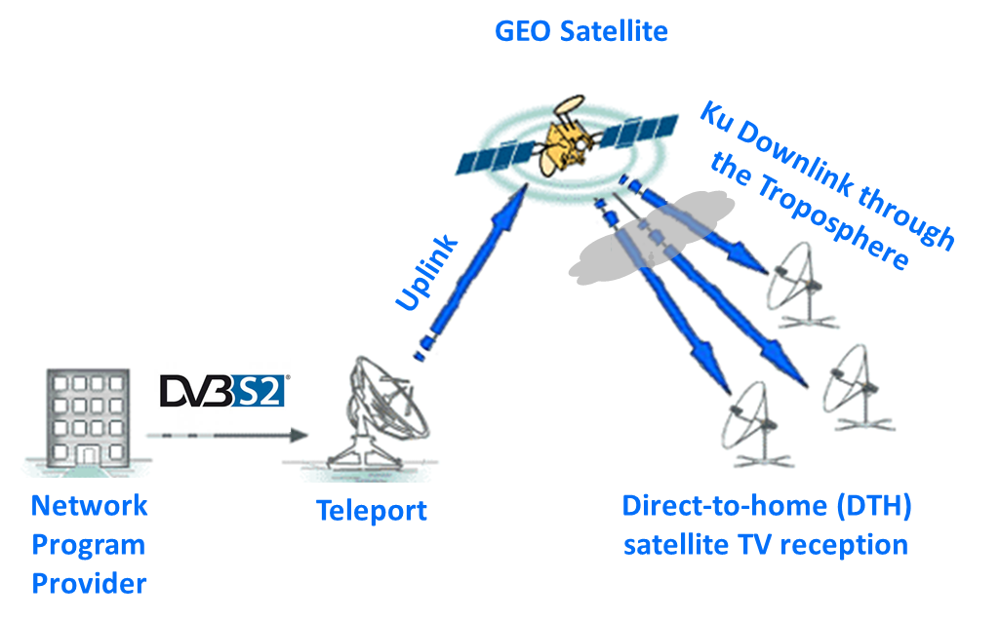 GEO Satellite
Ku Downlink through
the Troposphere
Uplink
DVB S2®
Network
Program
Provider
Teleport
Direct-to-home (DTH)
satellite TV reception